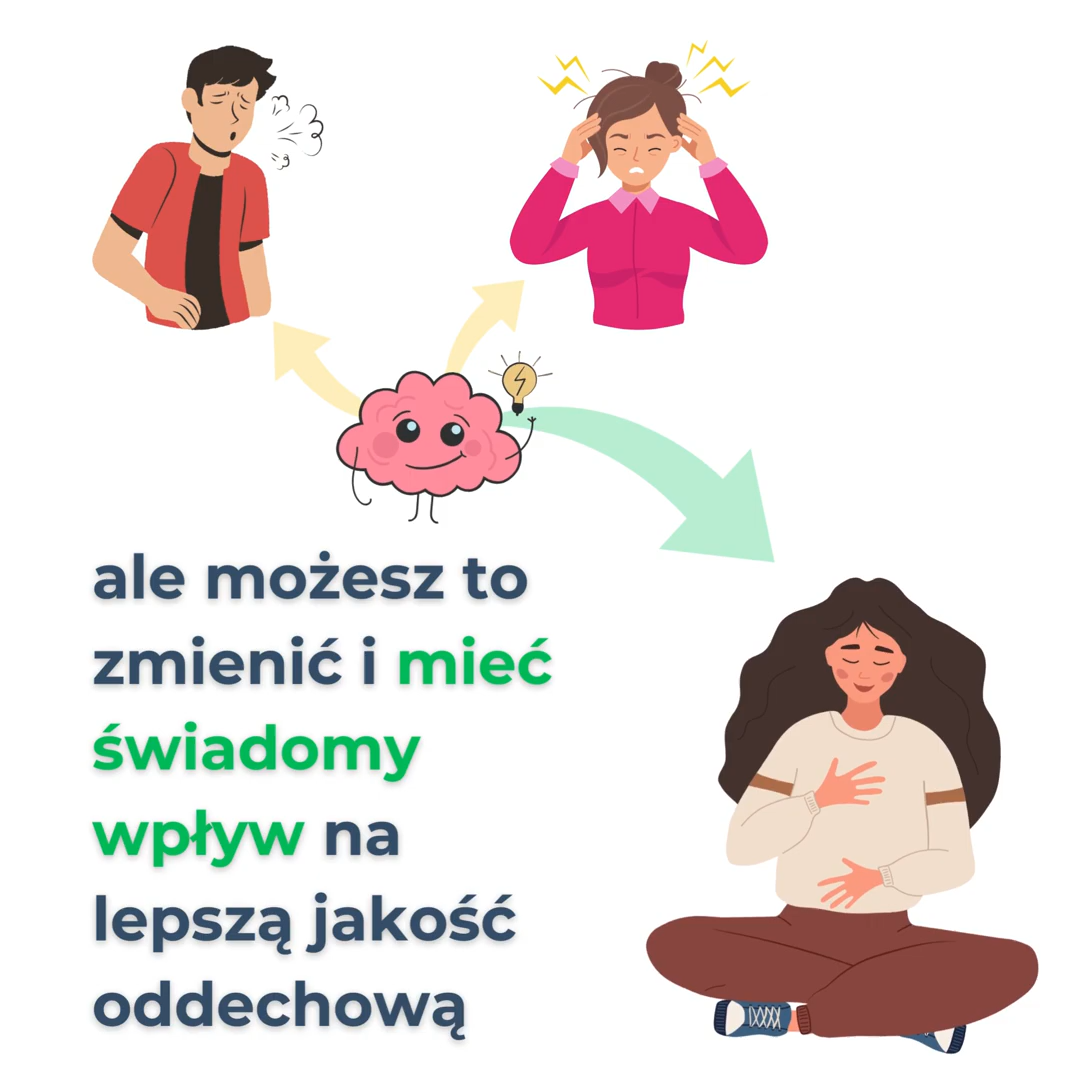 ale możesz to
zmienić i mieć
świadomy
wpływ na
lepszą jakość
oddechową